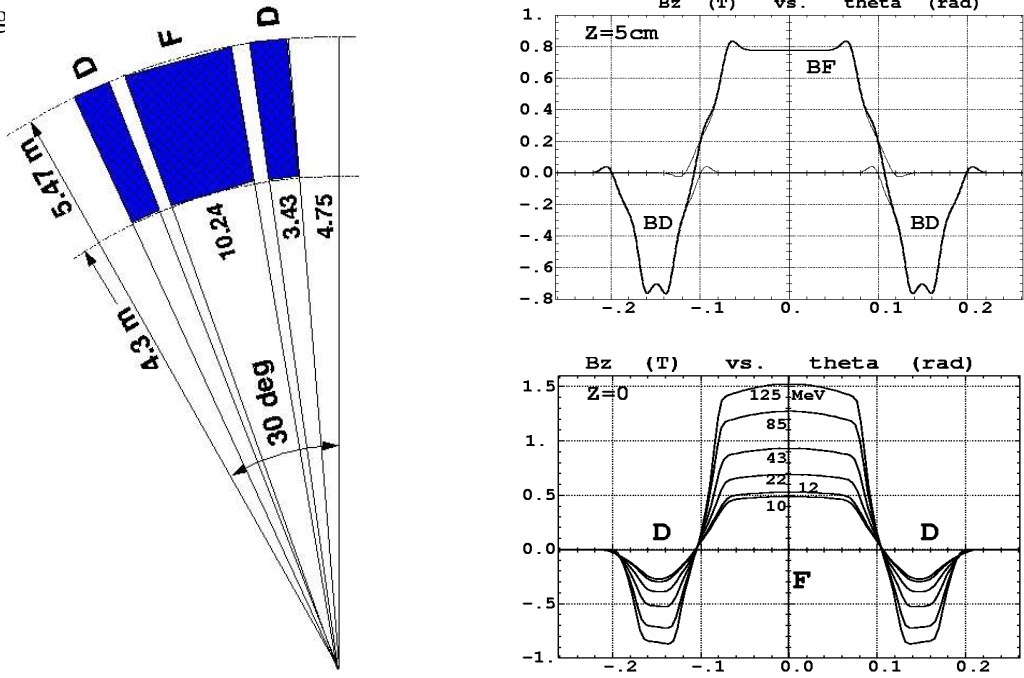 D
F
D
5.47 m
4.3 m
10.24
3.43
4.75
30 deg
Bz (T) vs. theta (rad)
Z=5cm
BF
BD
BD
1.
0.8
0.6
0.4
0.2
0.0
-.2
-.4
-.6
-.8
-.2 -.1 0. 0.1 0.2
Bz (T) vs. theta (rad)
Z=0
125 MeV
85
43
22
12
10
D
D
F
1.5
1.
0.5
0.0
-.5
-1.
-.2 -.1 0.0 0.1 0.2